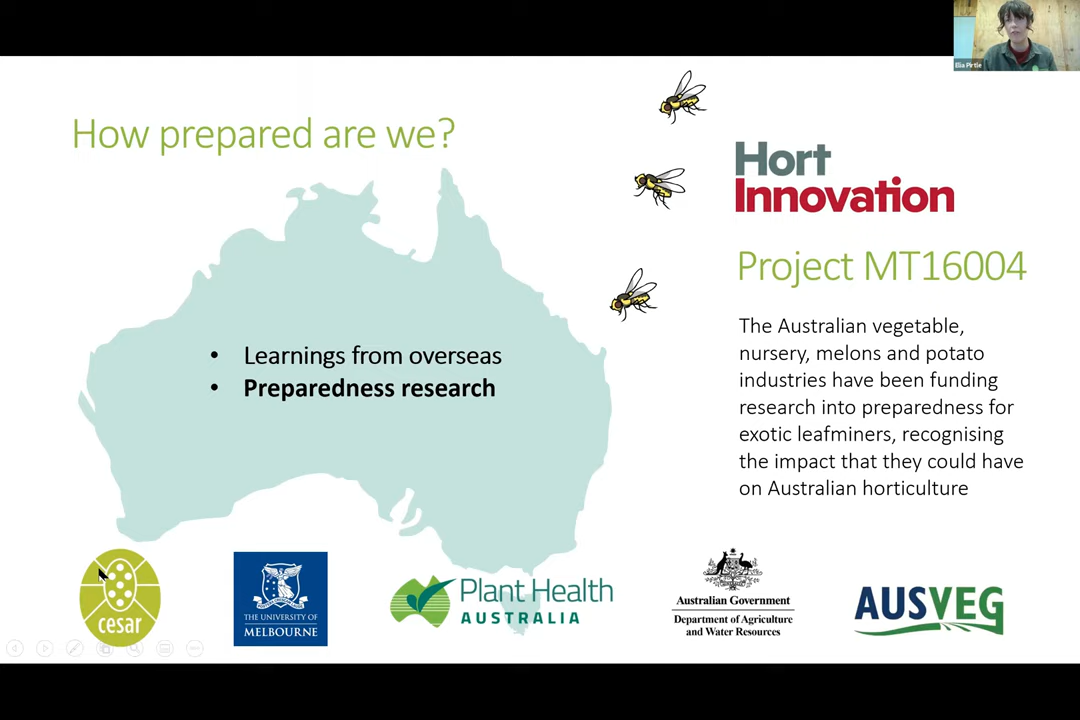 Elia Pirtle
How prepared are we?
Hort
Innovation
Project MT16004
The Australian vegetable,
nursery, melons and potato
industries have been funding
research into preparedness for
exotic leafminers, recognising
the impact that they could have
on Australian horticulture
• Learnings from overseas
• Preparedness research
cesar
THE UNIVERSITY OF
MELBOURNE
Plant Health
AUSTRALIA
Australian Government
Department of Agriculture
and Water Resources
AUSVEG